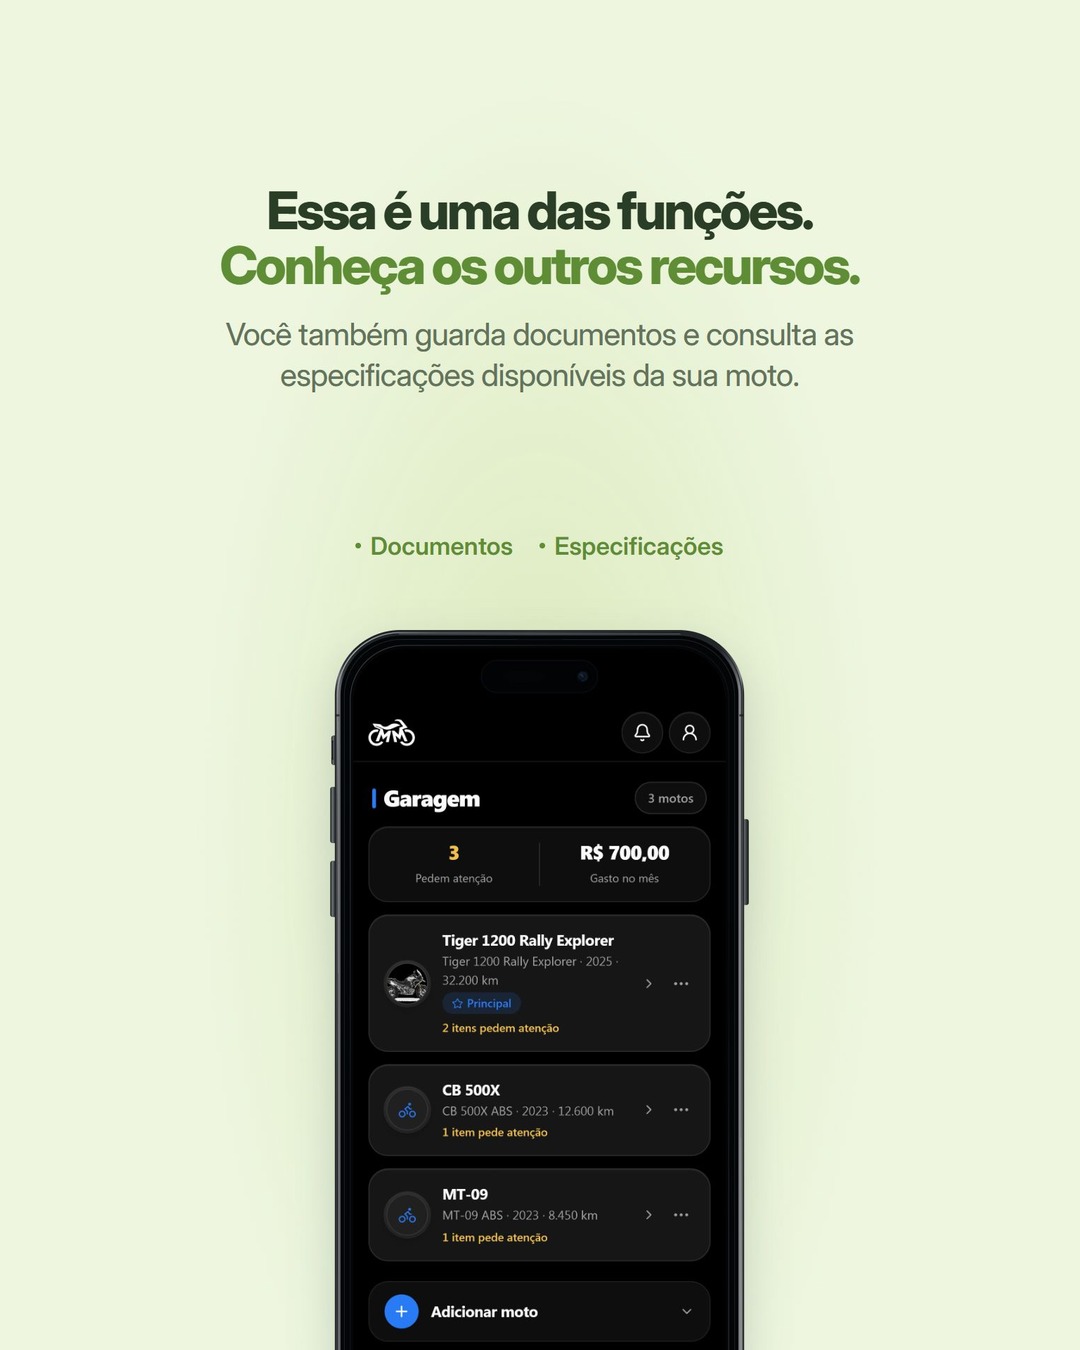 Essa é uma das funções.
Conheça os outros recursos.
Você também guarda documentos e consulta as
especificações disponíveis da sua moto.
• Documentos • Especificações
MM
Garagem
3 motos
3
Pedem atenção
R$ 700,00
Gasto no mês
Tiger 1200 Rally Explorer
Tiger 1200 Rally Explorer · 2025 ·
32.200 km
Principal
2 itens pedem atenção
CB 500X
CB 500X ABS · 2023 · 12.600 km
1 item pede atenção
MT-09
MT-09 ABS · 2023 · 8.450 km
1 item pede atenção
Adicionar moto